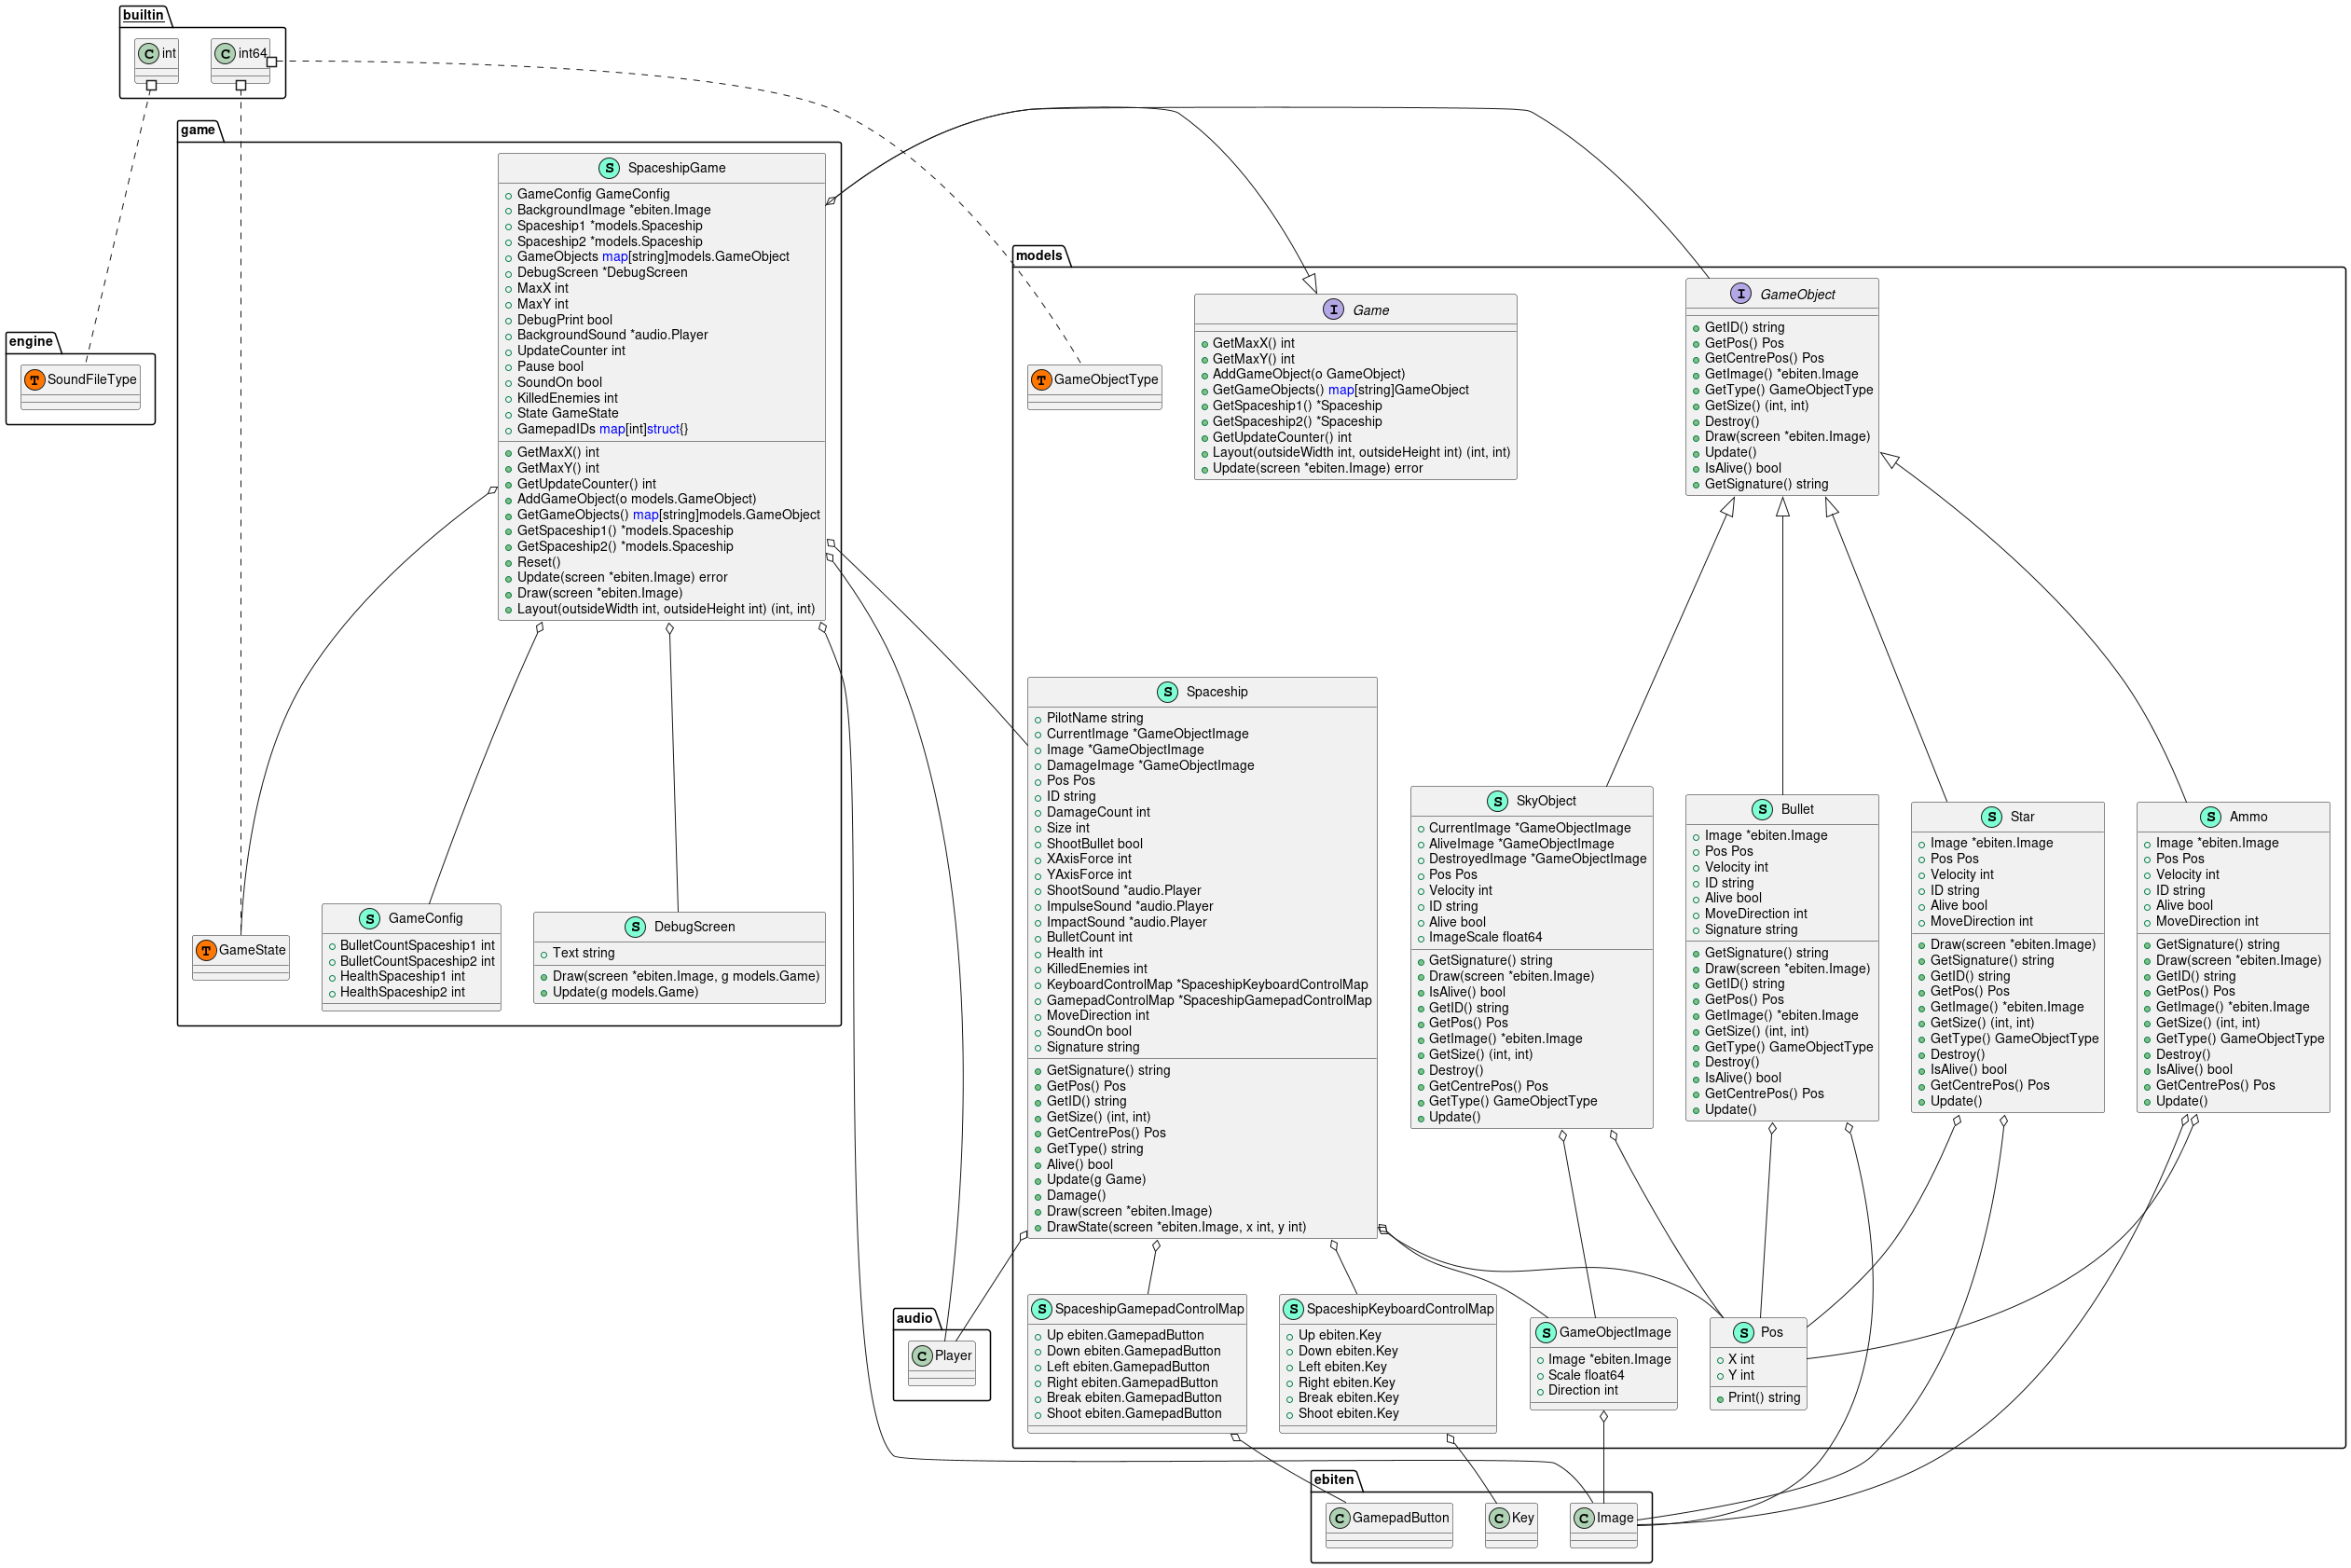 builtin
C int
C int64
game
S SpaceshipGame
GameConfig GameConfig
BackgroundImage *ebiten.Image
Spaceship1 *models.Spaceship
Spaceship2 *models.Spaceship
GameObjects map[string]models.GameObject
DebugScreen *DebugScreen
MaxX int
MaxY int
DebugPrint bool
BackgroundSound *audio.Player
UpdateCounter int
Pause bool
SoundOn bool
KilledEnemies int
State GameState
GamepadIDs map[int]struct{}
GetMaxX() int
GetMaxY() int
GetUpdateCounter() int
AddGameObject(o models.GameObject)
GetGameObjects() map[string]models.GameObject
GetSpaceship1() *models.Spaceship
GetSpaceship2() *models.Spaceship
Reset()
Update(screen *ebiten.Image) error
Draw(screen *ebiten.Image)
Layout(outsideWidth int, outsideHeight int) (int, int)
engine
T SoundFileType
T GameState
S GameConfig
BulletCountSpaceship1 int
BulletCountSpaceship2 int
HealthSpaceship1 int
HealthSpaceship2 int
S DebugScreen
Text string
Draw(screen *ebiten.Image, g models.Game)
Update(g models.Game)
models
T GameObjectType
I Game
GetMaxX() int
GetMaxY() int
AddGameObject(o GameObject)
GetGameObjects() map[string]GameObject
GetSpaceship1() *Spaceship
GetSpaceship2() *Spaceship
GetUpdateCounter() int
Layout(outsideWidth int, outsideHeight int) (int, int)
Update(screen *ebiten.Image) error
I GameObject
GetID() string
GetPos() Pos
GetCentrePos() Pos
GetImage() *ebiten.Image
GetType() GameObjectType
GetSize() (int, int)
Destroy()
Draw(screen *ebiten.Image)
Update()
IsAlive() bool
GetSignature() string
S Spaceship
PilotName string
CurrentImage *GameObjectImage
Image *GameObjectImage
DamageImage *GameObjectImage
Pos Pos
ID string
DamageCount int
Size int
ShootBullet bool
XAxisForce int
YAxisForce int
ShootSound *audio.Player
ImpulseSound *audio.Player
ImpactSound *audio.Player
BulletCount int
Health int
KilledEnemies int
KeyboardControlMap *SpaceshipKeyboardControlMap
GamepadControlMap *SpaceshipGamepadControlMap
MoveDirection int
SoundOn bool
Signature string
GetSignature() string
GetPos() Pos
GetID() string
GetSize() (int, int)
GetCentrePos() Pos
GetType() string
Alive() bool
Update(g Game)
Damage()
Draw(screen *ebiten.Image)
DrawState(screen *ebiten.Image, x int, y int)
S SkyObject
CurrentImage *GameObjectImage
AliveImage *GameObjectImage
DestroyedImage *GameObjectImage
Pos Pos
Velocity int
ID string
Alive bool
ImageScale float64
GetSignature() string
Draw(screen *ebiten.Image)
IsAlive() bool
GetID() string
GetPos() Pos
GetImage() *ebiten.Image
GetSize() (int, int)
Destroy()
GetCentrePos() Pos
GetType() GameObjectType
Update()
S Bullet
Image *ebiten.Image
Pos Pos
Velocity int
ID string
Alive bool
MoveDirection int
Signature string
GetSignature() string
Draw(screen *ebiten.Image)
GetID() string
GetPos() Pos
GetImage() *ebiten.Image
GetSize() (int, int)
GetType() GameObjectType
Destroy()
IsAlive() bool
GetCentrePos() Pos
Update()
S Star
Image *ebiten.Image
Pos Pos
Velocity int
ID string
Alive bool
MoveDirection int
Draw(screen *ebiten.Image)
GetSignature() string
GetID() string
GetPos() Pos
GetImage() *ebiten.Image
GetSize() (int, int)
GetType() GameObjectType
Destroy()
IsAlive() bool
GetCentrePos() Pos
Update()
S Ammo
Image *ebiten.Image
Pos Pos
Velocity int
ID string
Alive bool
MoveDirection int
GetSignature() string
Draw(screen *ebiten.Image)
GetID() string
GetPos() Pos
GetImage() *ebiten.Image
GetSize() (int, int)
GetType() GameObjectType
Destroy()
IsAlive() bool
GetCentrePos() Pos
Update()
audio
C Player
S SpaceshipGamepadControlMap
Up ebiten.GamepadButton
Down ebiten.GamepadButton
Left ebiten.GamepadButton
Right ebiten.GamepadButton
Break ebiten.GamepadButton
Shoot ebiten.GamepadButton
S SpaceshipKeyboardControlMap
Up ebiten.Key
Down ebiten.Key
Left ebiten.Key
Right ebiten.Key
Break ebiten.Key
Shoot ebiten.Key
S GameObjectImage
Image *ebiten.Image
Scale float64
Direction int
S Pos
X int
Y int
Print() string
ebiten
C GamepadButton
C Key
C Image